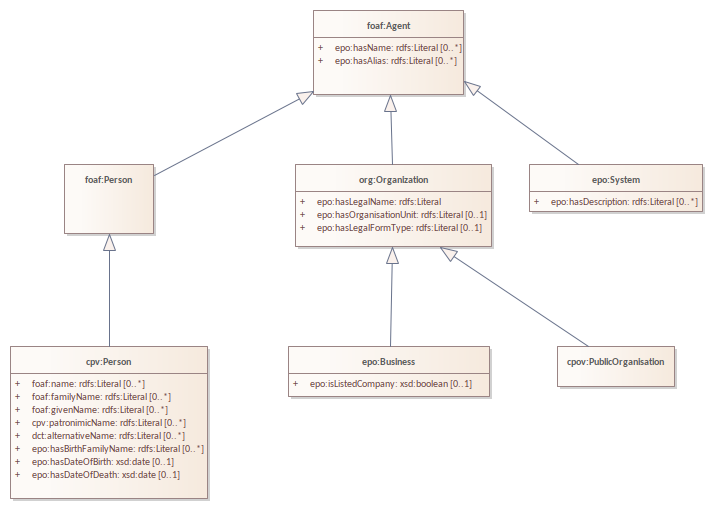 foaf:Agent
+ epo:hasName: rdfs:Literal [0..*]
+ epo:hasAlias: rdfs:Literal [0..*]
foaf:Person
org:Organization
+ epo:hasLegalName: rdfs:Literal
+ epo:hasOrganisationUnit: rdfs:Literal [0..1]
+ epo:hasLegalFormType: rdfs:Literal [0..1]
epo:System
+ epo:hasDescription: rdfs:Literal [0..*]
cpv:Person
+ foaf:name: rdfs:Literal [0..*]
+ foaf:familyName: rdfs:Literal [0..*]
+ foaf:givenName: rdfs:Literal [0..*]
+ cpv:patronimicName: rdfs:Literal [0..*]
+ dct:alternativeName: rdfs:Literal [0..*]
+ epo:hasBirthFamilyName: rdfs:Literal [0..*]
+ epo:hasDateOfBirth: xsd:date [0..1]
+ epo:hasDateOfDeath: xsd:date [0..1]
epo:Business
+ epo:isListedCompany: xsd:boolean [0..1]
cpov:PublicOrganisation